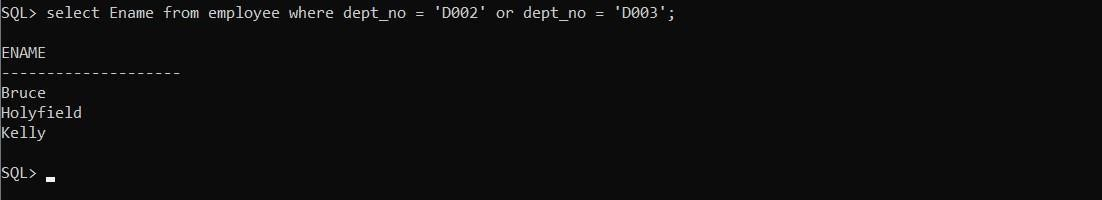 SQL> select Ename from employee where dept_no = 'D002' or dept_no = 'D003';
ENAME
--------------------
Bruce
Holyfield
Kelly
SQL>